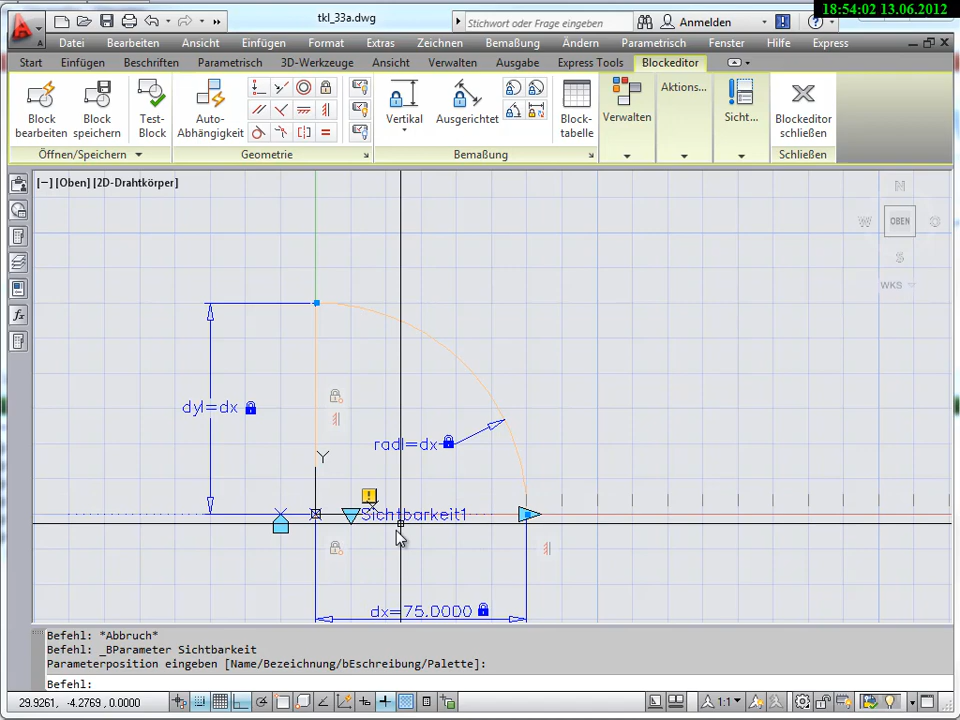 18:54:02 13.06.2012
tkl_33a.dwg
Stichwort oder Frage eingeben
Anmelden
Datei Bearbeiten Ansicht Einfügen Format Extras Zeichnen Bemaßung Ändern Parametrisch Fenster Hilfe Express
Start Einfügen Beschriften Parametrisch 3D-Werkzeuge Ansicht Verwalten Ausgabe Express Tools Blockeditor
Block bearbeiten
Block speichern
Test-Block
Auto-Abhängigkeit
Vertikal
Ausgerichtet
Block-tabelle
Verwalten
Aktions...
Sicht...
Blockeditor schließen
Öffnen/Speichern Geometrie Bemaßung Schließen
[−] [Oben] [2D-Drahtkörper]
N
W OBEN O
S
WKS
dyl=dx
radl=dx
Y
Sichtbarkeit1
dx=75.0000
Befehl: *Abbruch*
Befehl: _BParameter Sichtbarkeit
Parameterposition eingeben [Name/Bezeichnung/bEschreibung/Palette]:
Befehl:
29.9261, -4.2769, 0.0000
1:1